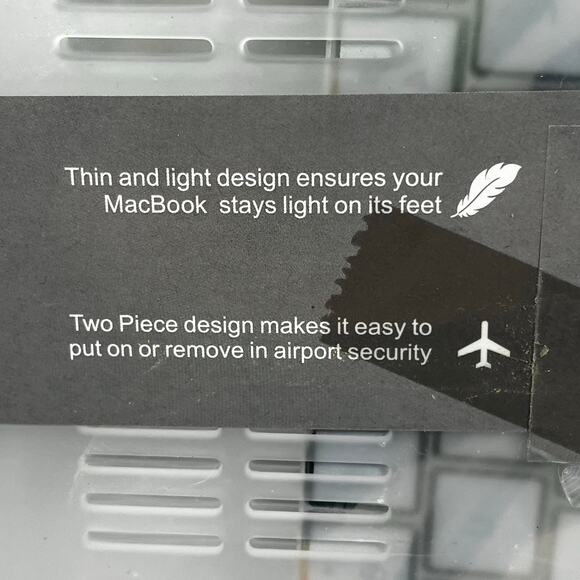 Thin and light design ensures your
MacBook stays light on its feet
Two Piece design makes it easy to
put on or remove in airport security